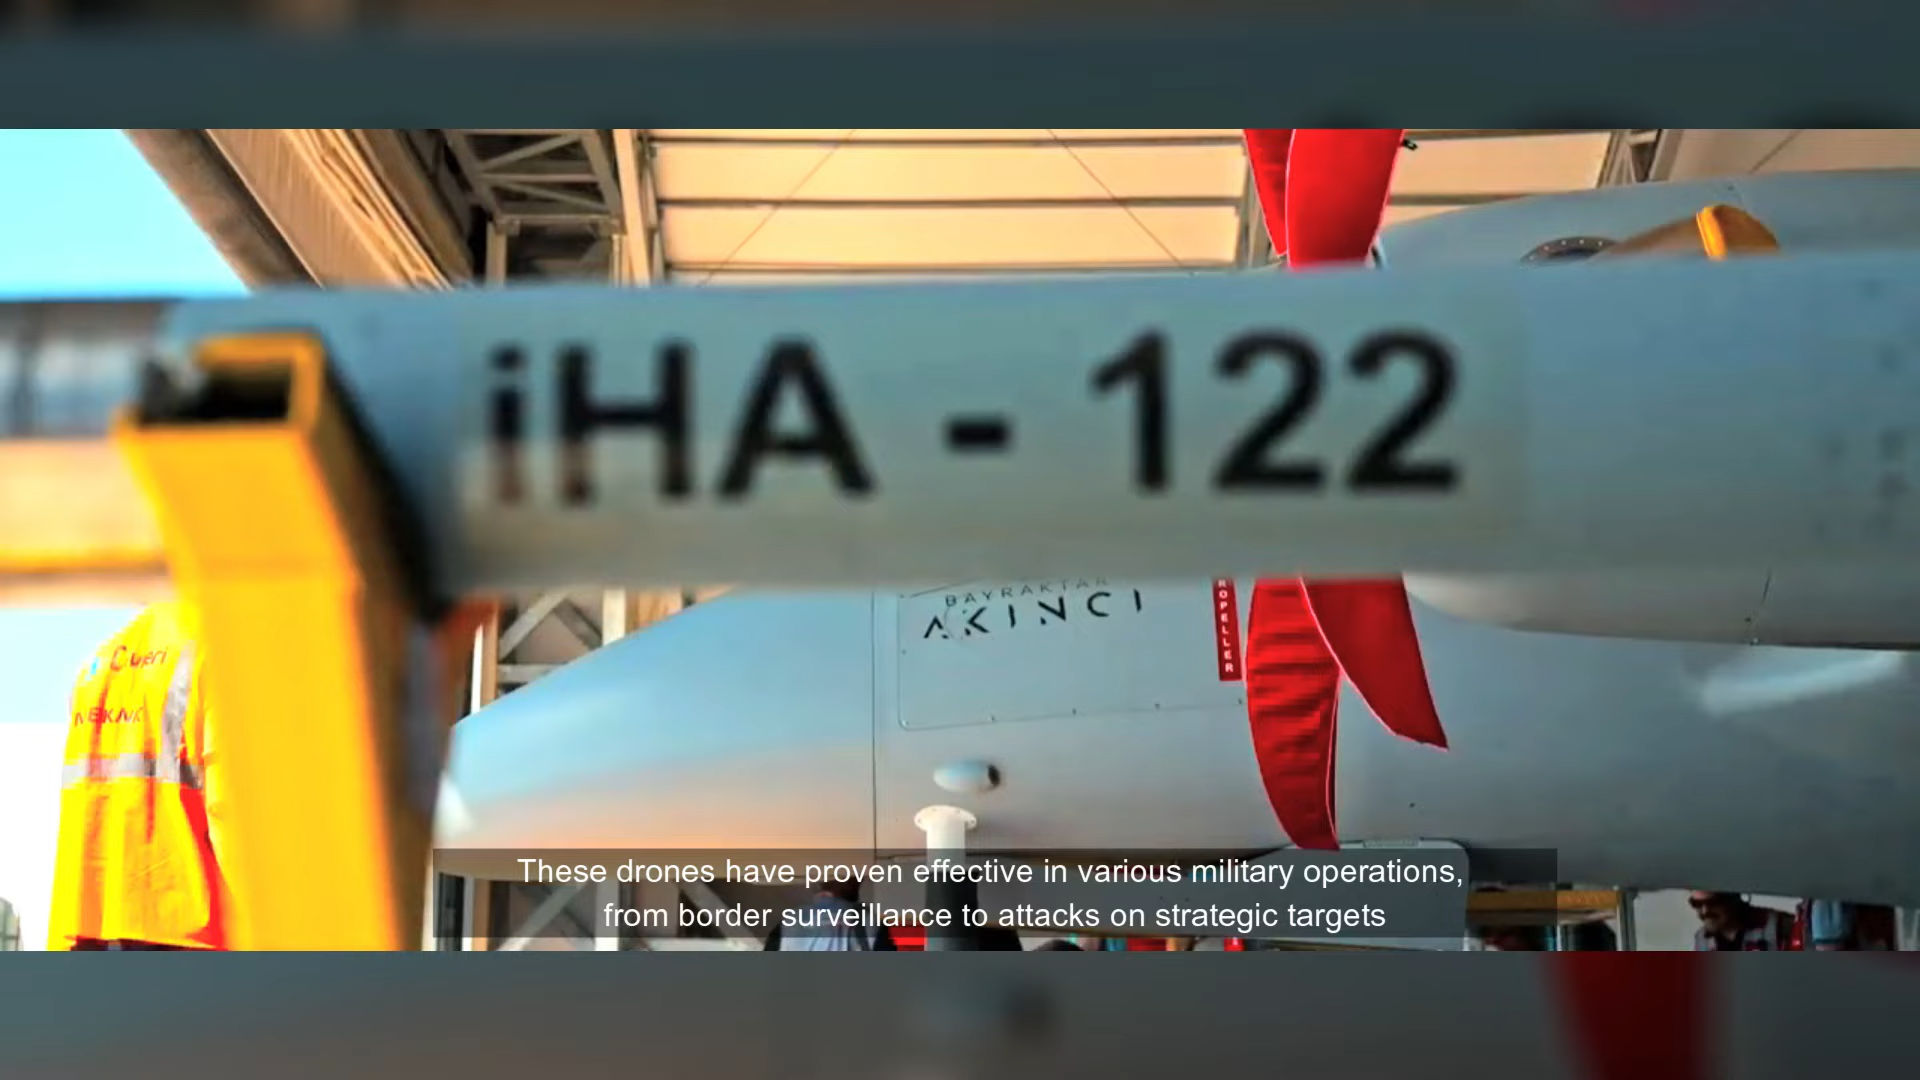 iHA - 122
BAYRAKTAR
AKINCI
ROPELLER
These drones have proven effective in various military operations,
from border surveillance to attacks on strategic targets